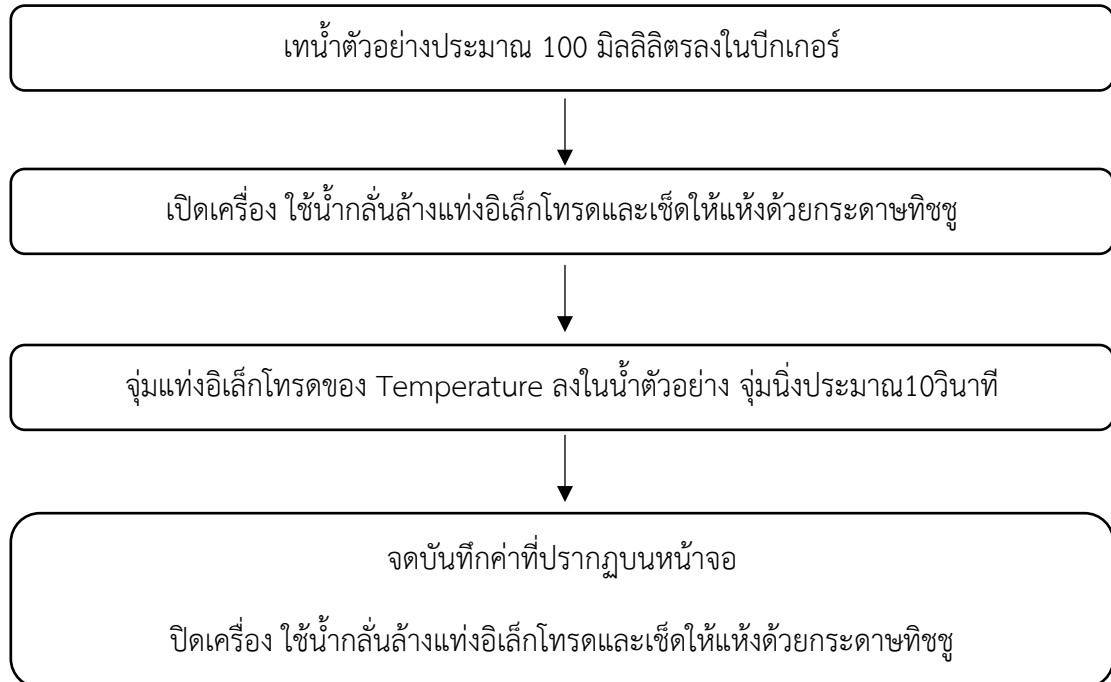 เทน้ำตัวอย่างประมาณ 100 มิลลิลิตรลงในบีกเกอร์
เปิดเครื่อง ใช้น้ำกลั่นล้างแท่งอิเล็กโทรดและเช็ดให้แห้งด้วยกระดาษทิชชู
จุ่มแท่งอิเล็กโทรดของ Temperature ลงในน้ำตัวอย่าง จุ่มนิ่งประมาณ10วินาที
จดบันทึกค่าที่ปรากฏบนหน้าจอ
ปิดเครื่อง ใช้น้ำกลั่นล้างแท่งอิเล็กโทรดและเช็ดให้แห้งด้วยกระดาษทิชชู